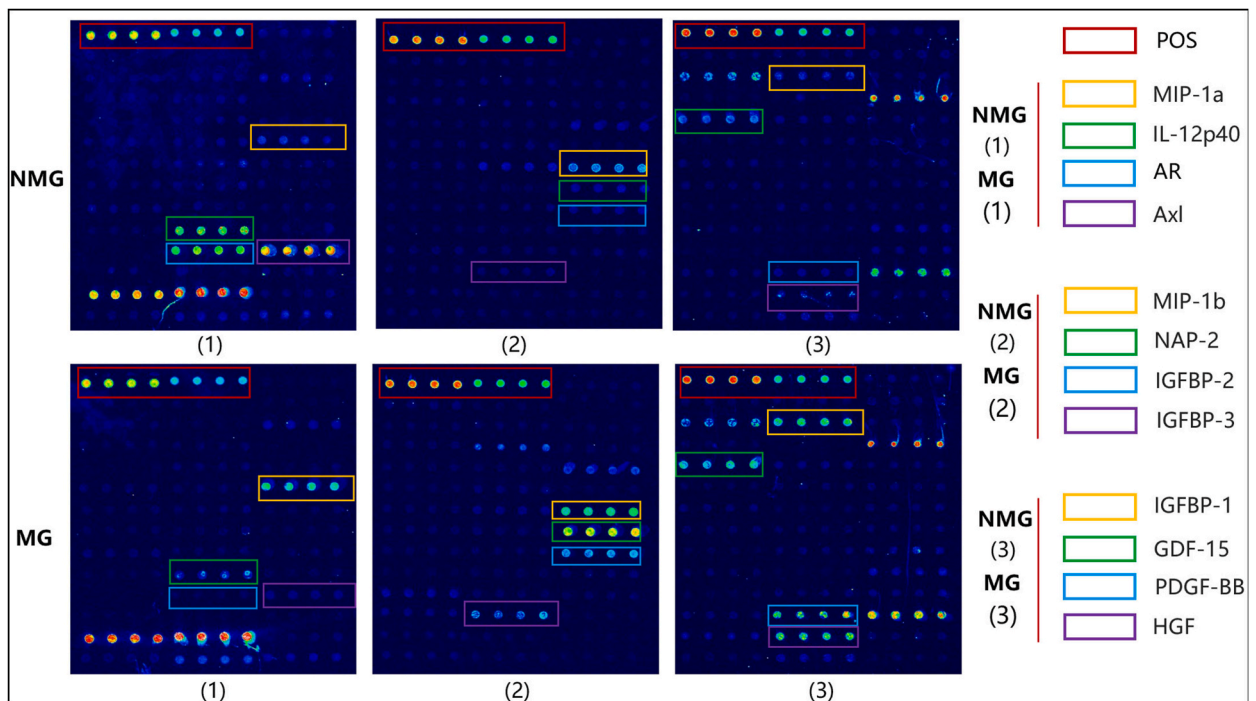 NMG
(1)
(2)
(3)
MG
(1)
(2)
(3)
POS
NMG
(1)
MG
(1)
MIP-1a
IL-12p40
AR
Axl
NMG
(2)
MG
(2)
MIP-1b
NAP-2
IGFBP-2
IGFBP-3
NMG
(3)
MG
(3)
IGFBP-1
GDF-15
PDGF-BB
HGF